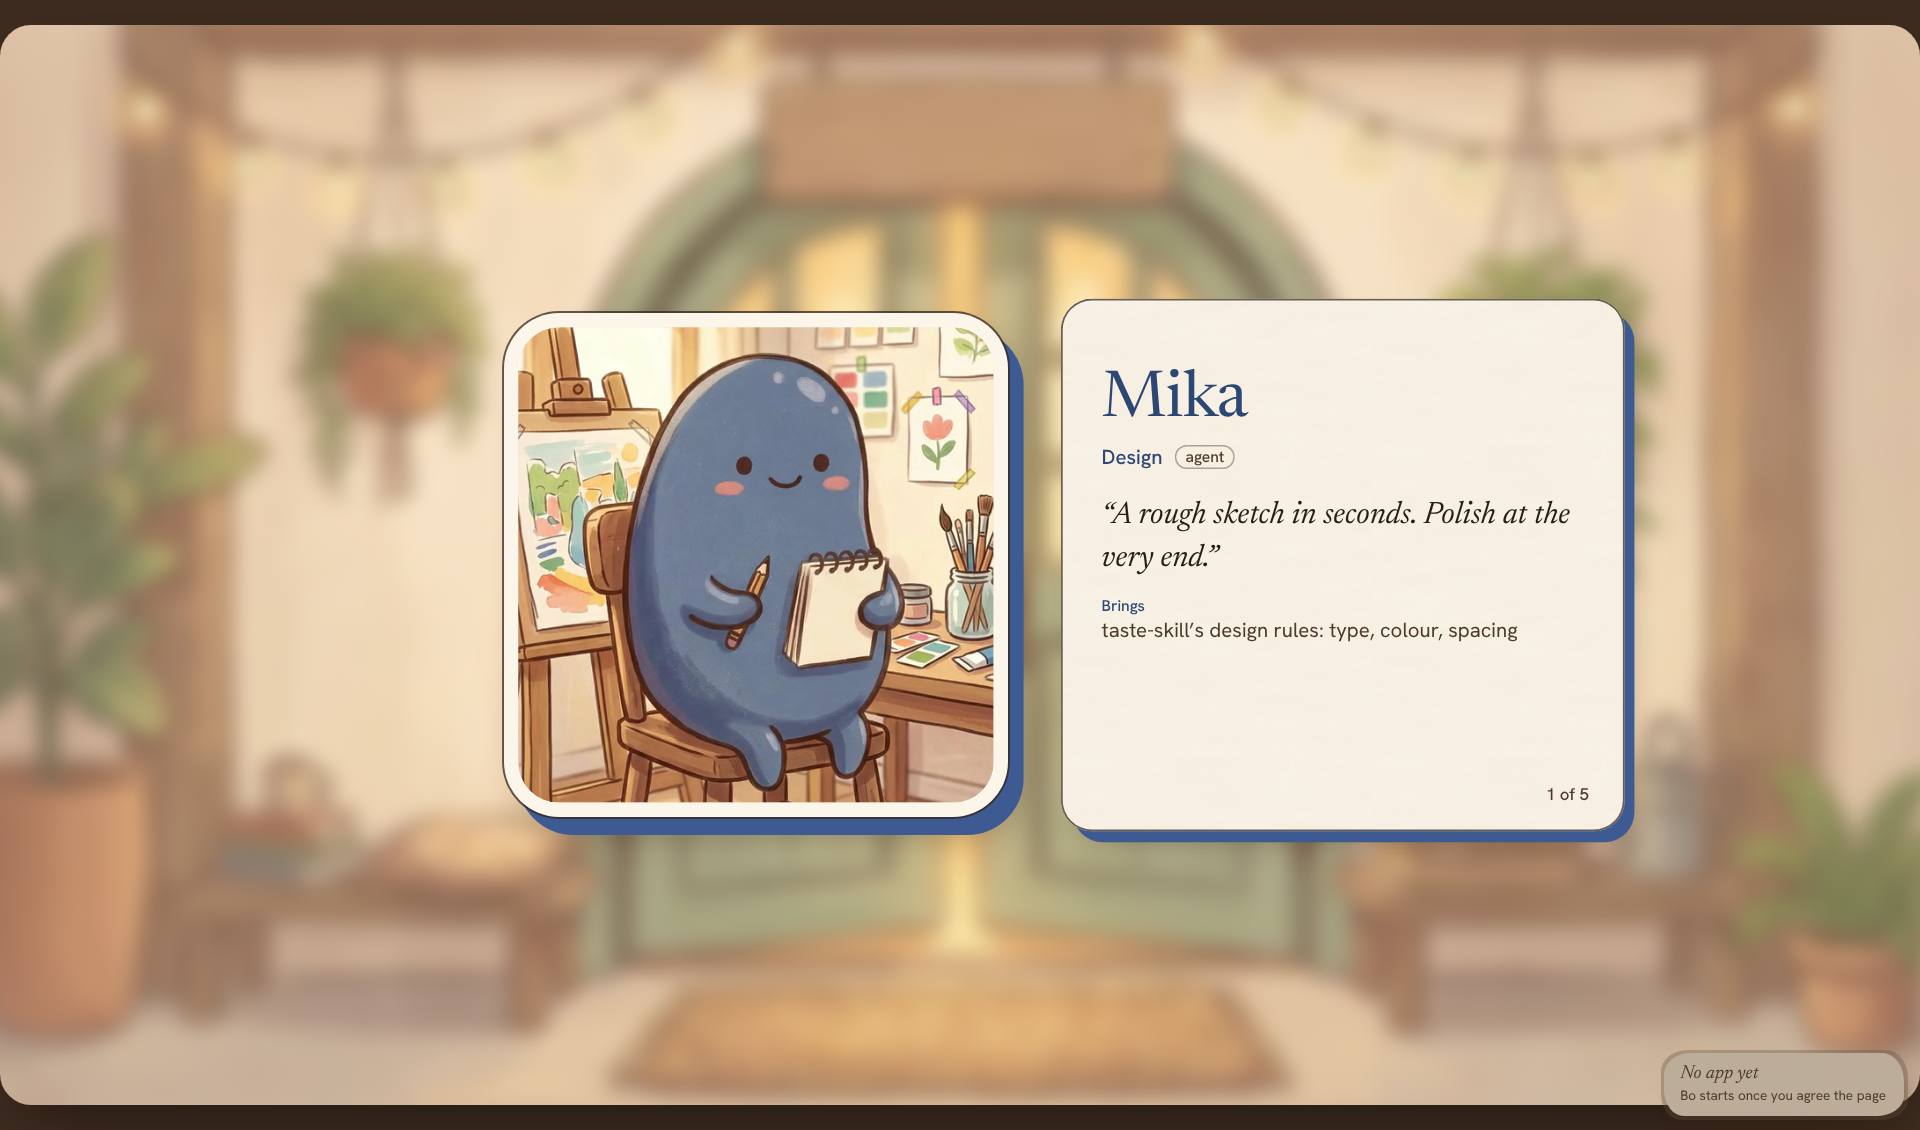 Mika
Design
agent
“A rough sketch in seconds. Polish at the
very end.”
Brings
taste-skill’s design rules: type, colour, spacing
1 of 5
No app yet
Bo starts once you agree the page